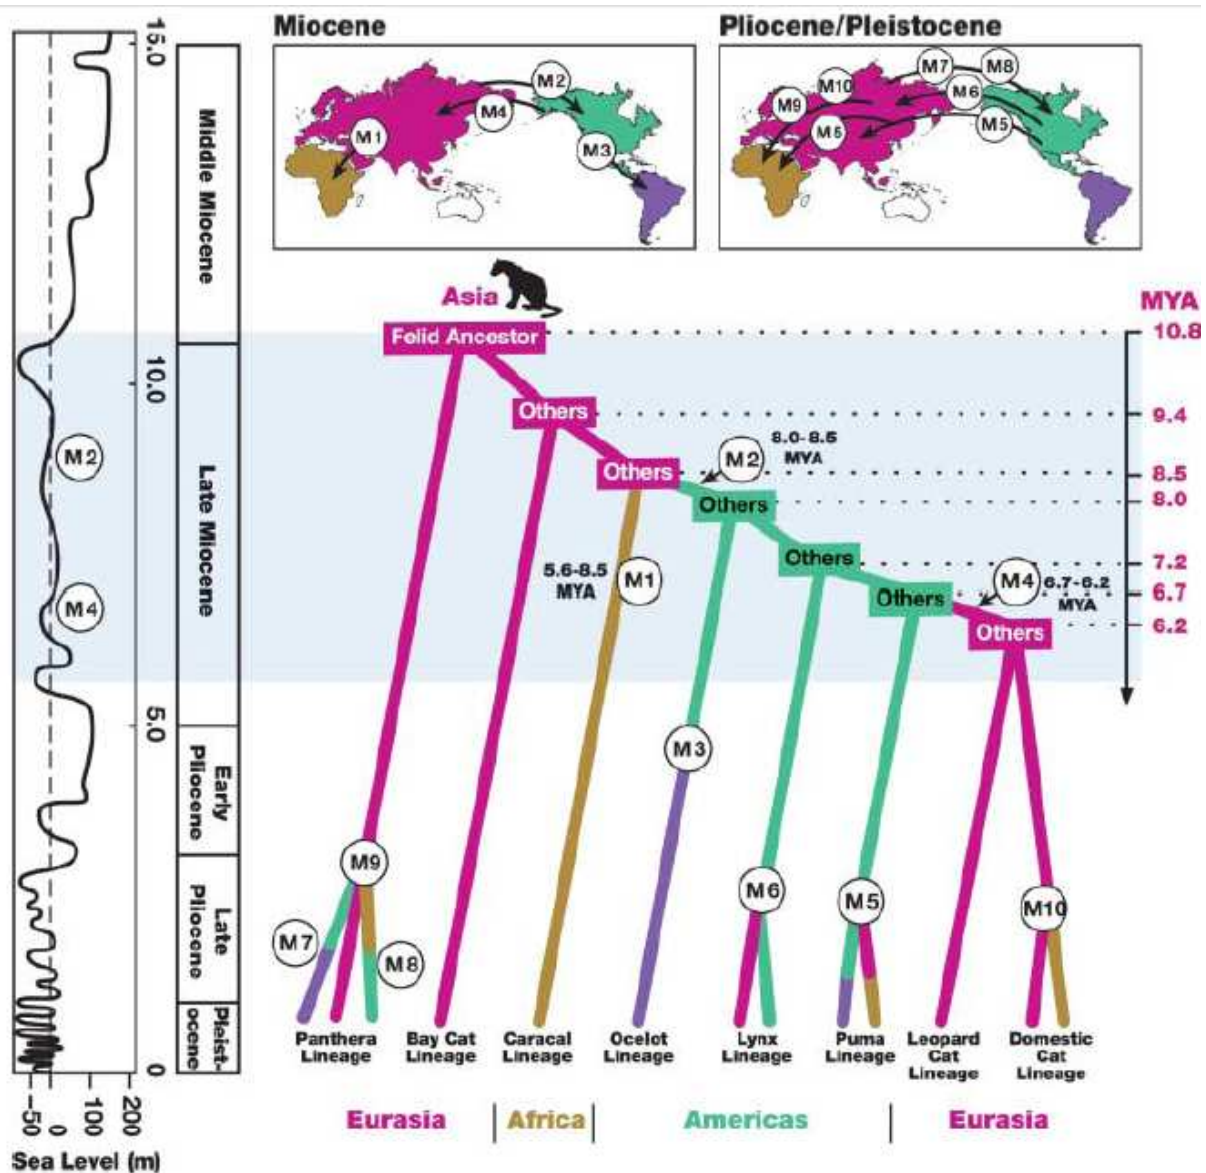 Miocene
Pliocene/Pleistocene
M1
M2
M4
M3
M10
M7
M8
M9
M6
M6
M5
15.0
10.0
5.0
0
Middle Miocene
Late Miocene
Early
Pliocene
Late
Pliocene
Pleist-
ocene
M2
M4
-50
0
100
200
Sea Level (m)
Asia
MYA
Felid Ancestor
10.8
Others
9.4
Others
M2
8.0-8.5
MYA
8.5
Others
8.0
Others
7.2
5.6-8.5
MYA
M1
Others
M4
6.7-6.2
MYA
6.7
Others
6.2
M3
M9
M6
M5
M10
M7
M8
Panthera
Lineage
Bay Cat
Lineage
Caracal
Lineage
Ocelot
Lineage
Lynx
Lineage
Puma
Lineage
Leopard
Cat
Lineage
Domestic
Cat
Lineage
Eurasia
Africa
Americas
Eurasia